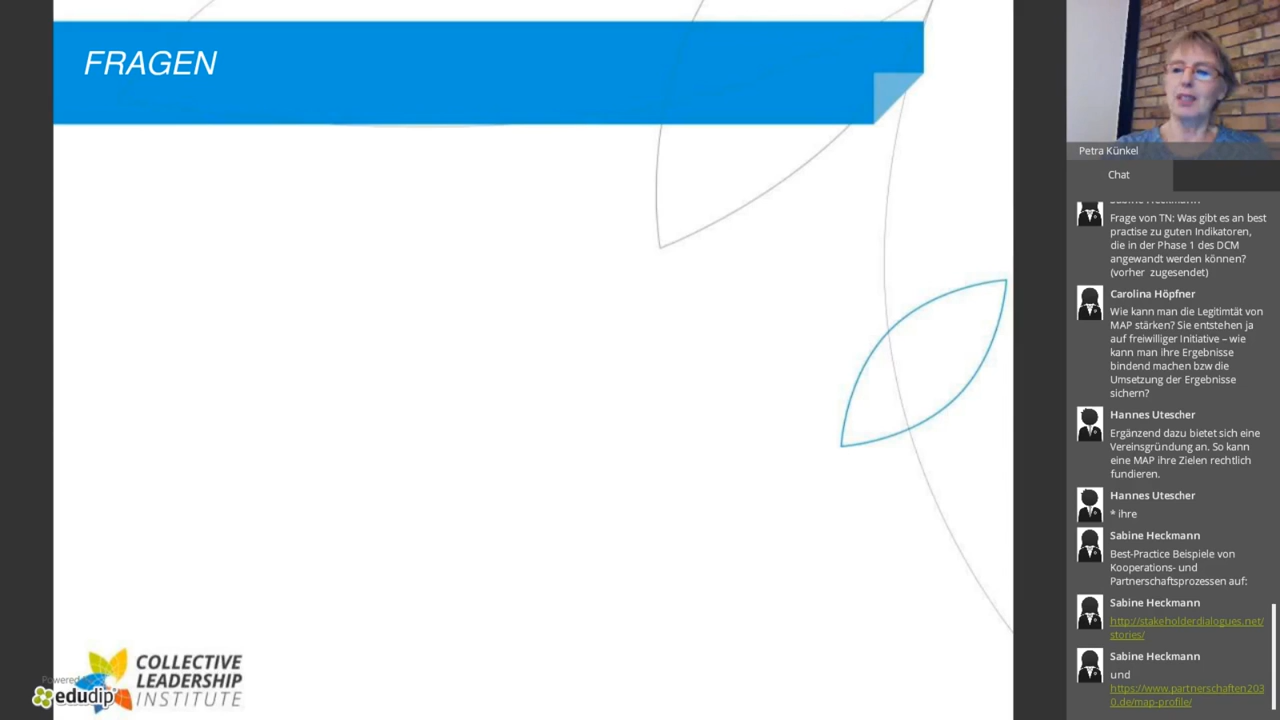 FRAGEN
Powered
edudip
COLLECTIVE
LEADERSHIP
INSTITUTE
Petra Künkel
Chat
Sabine Heckmann
Frage von TN: Was gibt es an best
practise zu guten Indikatoren,
die in der Phase 1 des DCM
angewandt werden können?
(vorher zugesendet)
Carolina Höpfner
Wie kann man die Legitimtät von
MAP stärken? Sie entstehen ja
auf freiwilliger Initiative – wie
kann man ihre Ergebnisse
bindend machen bzw die
Umsetzung der Ergebnisse
sichern?
Hannes Utescher
Ergänzend dazu bietet sich eine
Vereinsgründung an. So kann
eine MAP ihre Zielen rechtlich
fundieren.
Hannes Utescher
* ihre
Sabine Heckmann
Best-Practice Beispiele von
Kooperations- und
Partnerschaftsprozessen auf:
Sabine Heckmann
http://stakeholderdialogues.net/
stories/
Sabine Heckmann
und
https://www.partnerschaften203
0.de/map-profile/